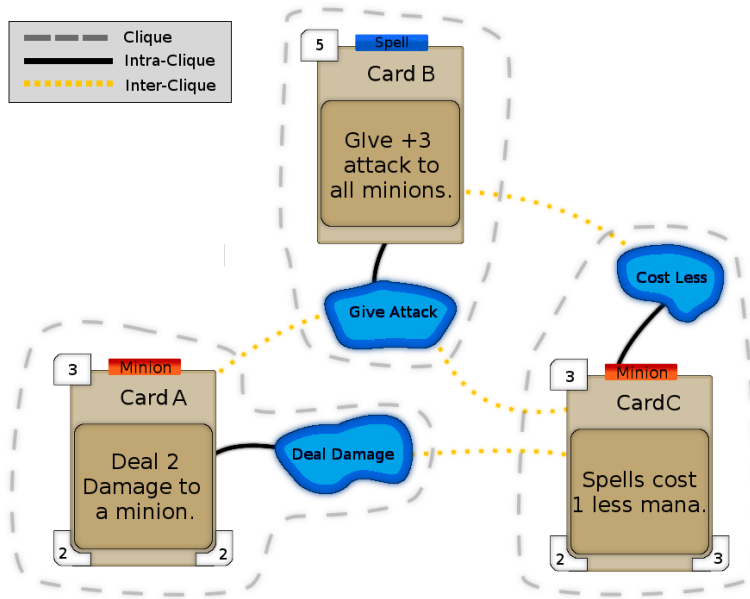 Clique
Intra-Clique
Inter-Clique
5
Spell
Card B
GIve +3
attack to
all minions.
Give Attack
Cost Less
3
Minion
Card A
Deal 2
Damage to
a minion.
2
2
Deal Damage
3
Minion
CardC
Spells cost
1 less mana.
2
3